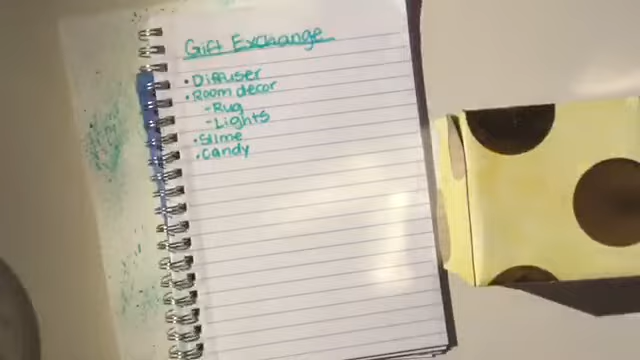 Gift Exchange
• Diffuser
• Room decor
- Rug
- Lights
• Slime
• Candy